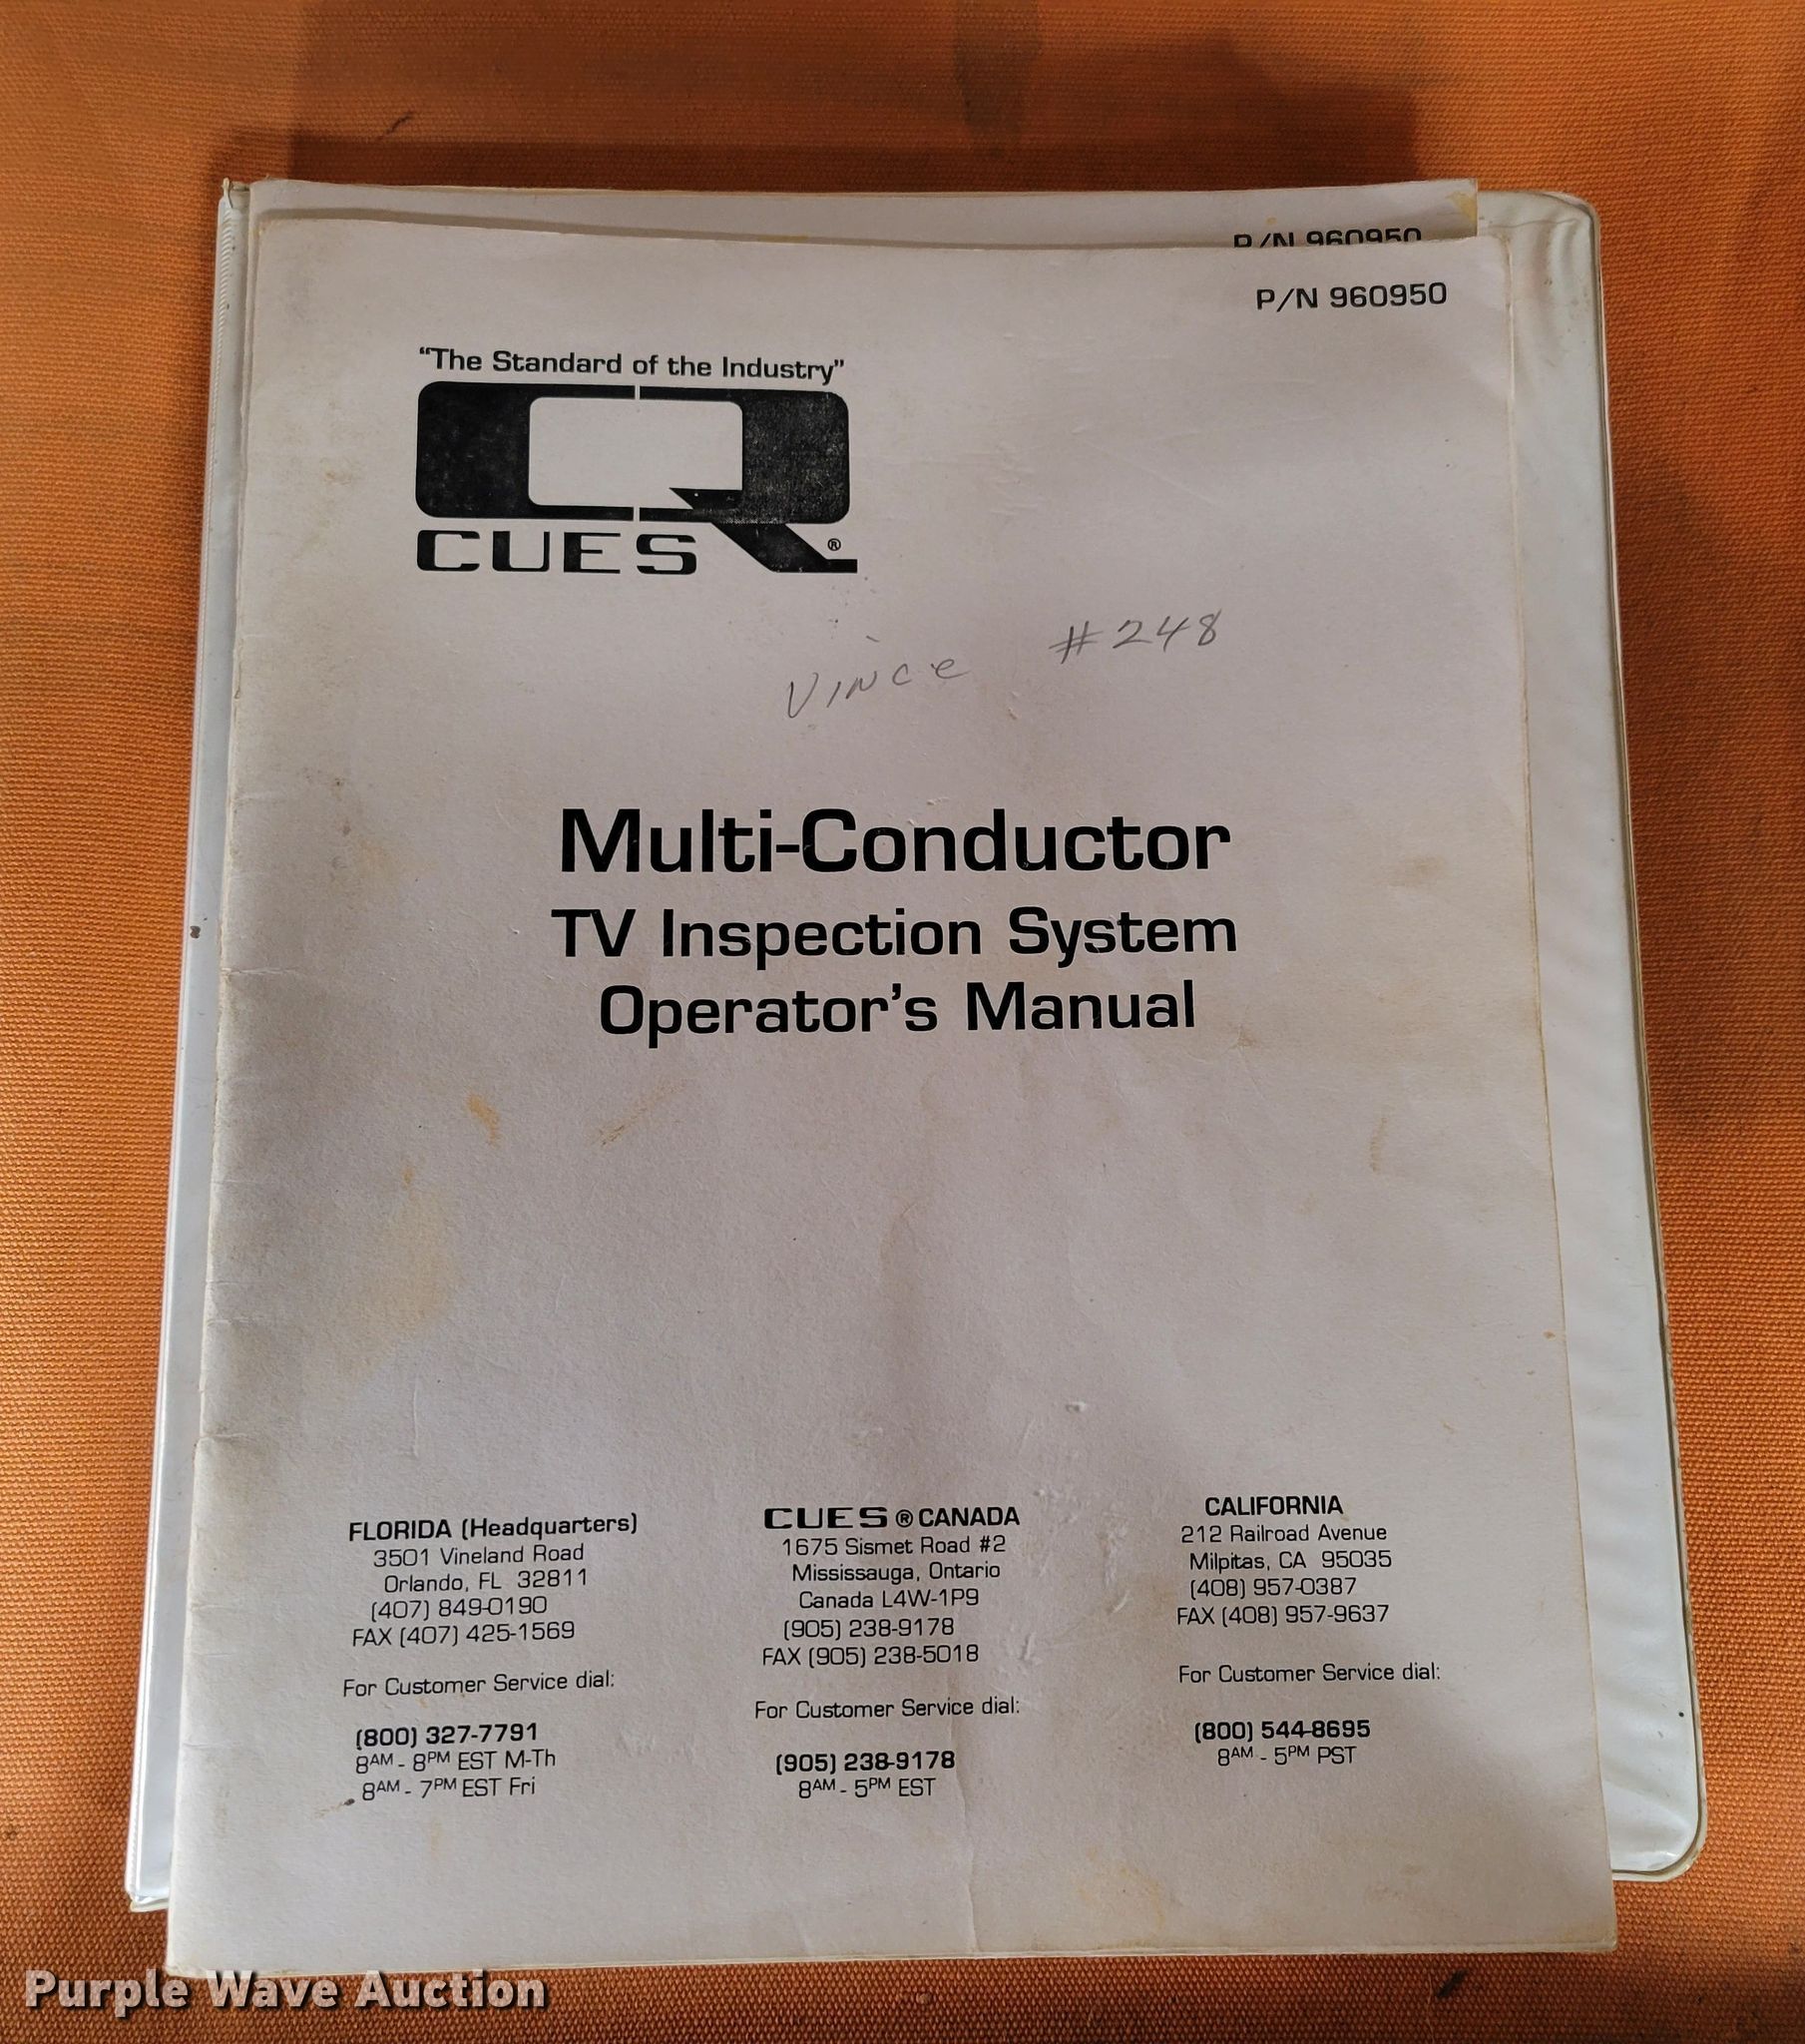 P/N 960950
P/N 960950
"The Standard of the Industry"
CUES ®
Vince #248
Multi-Conductor
TV Inspection System
Operator's Manual
FLORIDA (Headquarters)
3501 Vineland Road
Orlando, FL 32811
(407) 849-0190
FAX (407) 425-1569
For Customer Service dial:
(800) 327-7791
8AM - 8PM EST M-Th
8AM - 7PM EST Fri
CUES ® CANADA
1675 Sismet Road #2
Mississauga, Ontario
Canada L4W-1P9
(905) 238-9178
FAX (905) 238-5018
For Customer Service dial:
(905) 238-9178
8AM - 5PM EST
CALIFORNIA
212 Railroad Avenue
Milpitas, CA 95035
(408) 957-0387
FAX (408) 957-9637
For Customer Service dial:
(800) 544-8695
8AM - 5PM PST
Purple Wave Auction